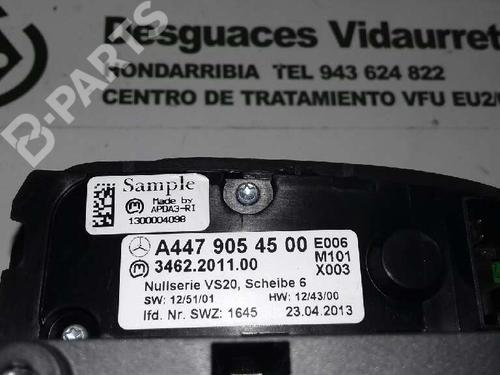 Desguaces Vidaurret
HONDARRIBIA TEL 943 624 822
CENTRO DE TRATAMIENTO VFU EU2/
B-PARTS
Sample
Made by
APDA3-RI
1300004098
A447 905 45 00 E006
3462.2011.00 M101
X003
Nullserie VS20, Scheibe 6
SW: 12/51/01 HW: 12/43/00
lfd. Nr. SWZ: 1645 23.04.2013